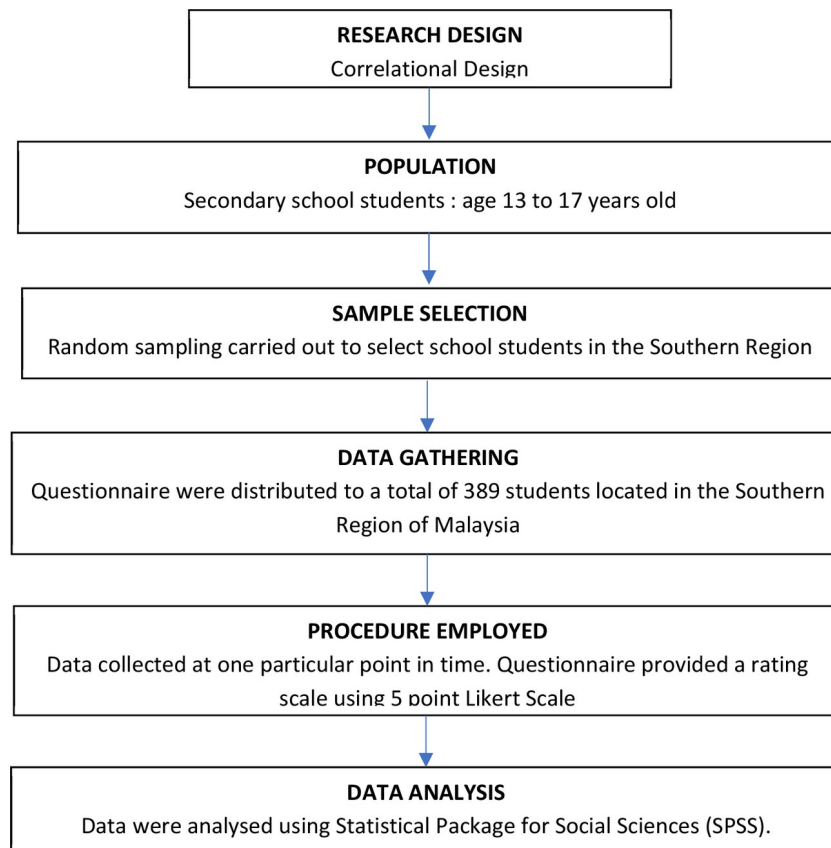 RESEARCH DESIGN
Correlational Design
POPULATION
Secondary school students : age 13 to 17 years old
SAMPLE SELECTION
Random sampling carried out to select school students in the Southern Region
DATA GATHERING
Questionnaire were distributed to a total of 389 students located in the Southern
Region of Malaysia
PROCEDURE EMPLOYED
Data collected at one particular point in time. Questionnaire provided a rating
scale using 5 point Likert Scale
DATA ANALYSIS
Data were analysed using Statistical Package for Social Sciences (SPSS).